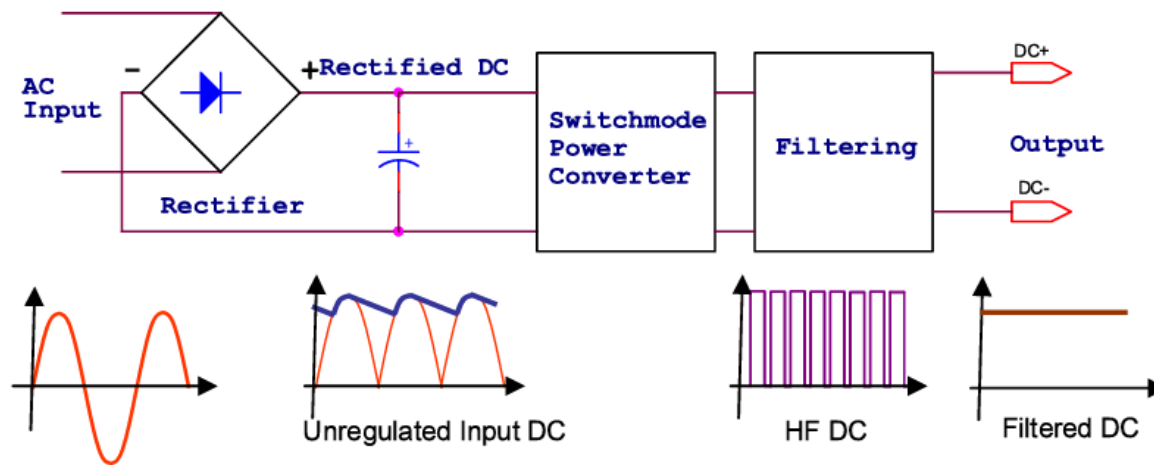 AC
Input
-
+
Rectified DC
+
Rectifier
Switchmode
Power
Converter
Filtering
DC+
Output
DC-
Unregulated Input DC
HF DC
Filtered DC